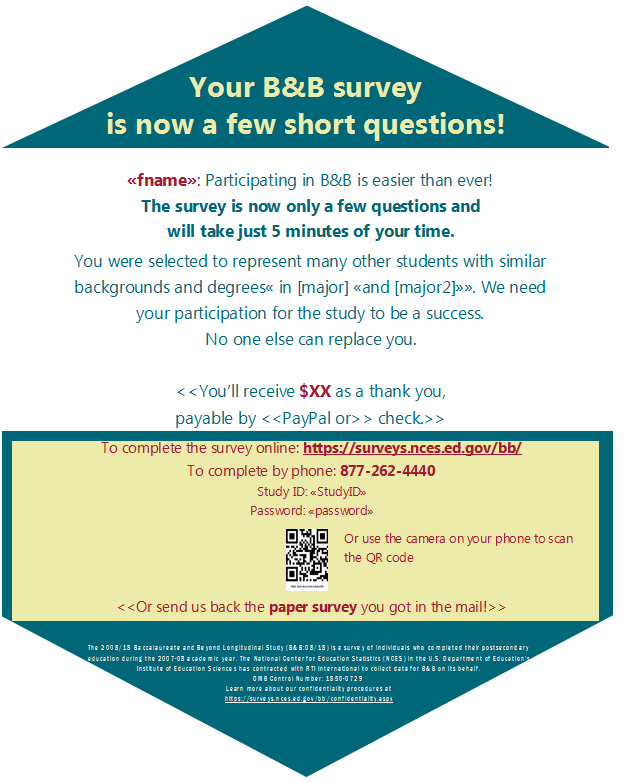 Your B&B survey
is now a few short questions!
«fname»: Participating in B&B is easier than ever!
The survey is now only a few questions and
will take just 5 minutes of your time.
You were selected to represent many other students with similar
backgrounds and degrees« in [major] «and [major2]»». We need
your participation for the study to be a success.
No one else can replace you.
<<You’ll receive $XX as a thank you,
payable by <<PayPal or>> check.>>
To complete the survey online: https://surveys.nces.ed.gov/bb/
To complete by phone: 877-262-4440
Study ID: «StudyID»
Password: «password»
Or use the camera on your phone to scan
the QR code
<<Or send us back the paper survey you got in the mail!>>
The 2008/18 Baccalaureate and Beyond Longitudinal Study (B&B:08/18) is a survey of individuals who completed their postsecondary
education during the 2007-08 academic year. The National Center for Education Statistics (NCES) in the U.S. Department of Education's
Institute of Education Sciences has contracted with RTI International to collect data for B&B on its behalf.
OMB Control Number: 1850-0729
Learn more about our confidentiality procedures at
https://surveys.nces.ed.gov/bb/confidentiality.aspx